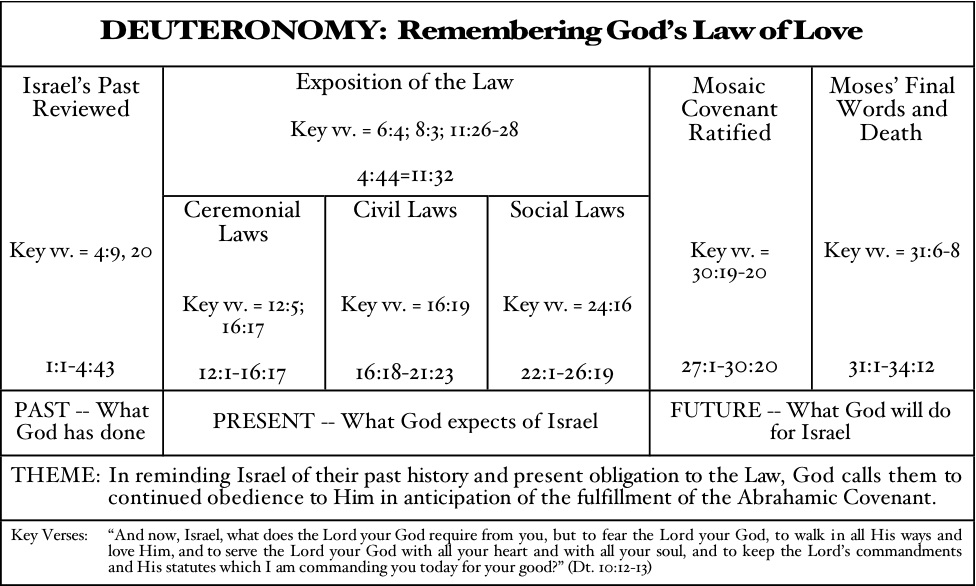 DEUTERONOMY: Remembering God's Law of Love
Israel's Past
Reviewed
Key vv. = 4:9, 20
1:1-4:43
Exposition of the Law
Key vv. = 6:4; 8:3; 11:26-28
4:44=11:32
Ceremonial
Laws
Key vv. = 12:5;
16:17
12:1-16:17
Civil Laws
Key vv. = 16:19
16:18-21:23
Social Laws
Key vv. = 24:16
22:1-26:19
Mosaic
Covenant
Ratified
Key vv. =
30:19-20
27:1-30:20
Moses' Final
Words and
Death
Key vv. = 31:6-8
31:1-34:12
PAST -- What
God has done
PRESENT -- What God expects of Israel
FUTURE -- What God will do
for Israel
THEME: In reminding Israel of their past history and present obligation to the Law, God calls them to
continued obedience to Him in anticipation of the fulfillment of the Abrahamic Covenant.
Key Verses: "And now, Israel, what does the Lord your God require from you, but to fear the Lord your God, to walk in all His ways and
love Him, and to serve the Lord your God with all your heart and with all your soul, and to keep the Lord's commandments
and His statutes which I am commanding you today for your good?" (Dt. 10:12-13)